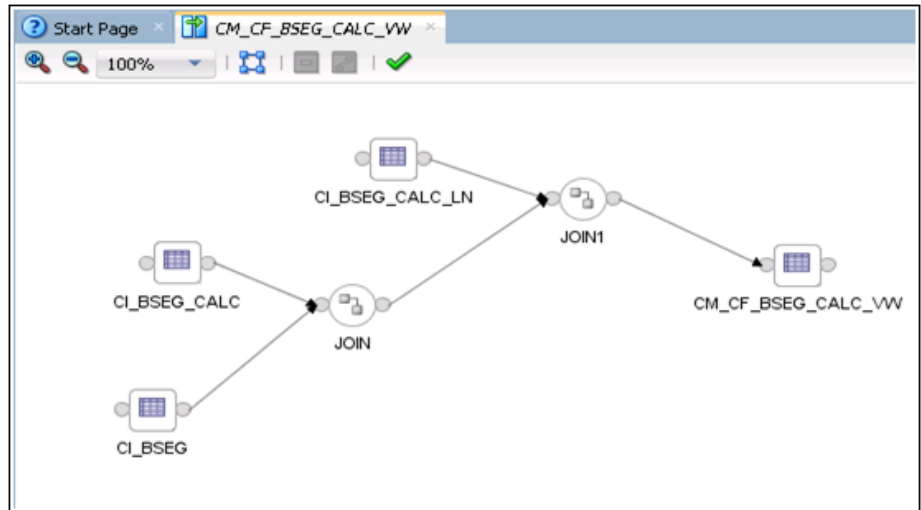 Start Page
CM_CF_BSEG_CALC_VW
100%
CI_BSEG_CALC_LN
JOIN1
CI_BSEG_CALC
CM_CF_BSEG_CALC_VW
JOIN
CI_BSEG